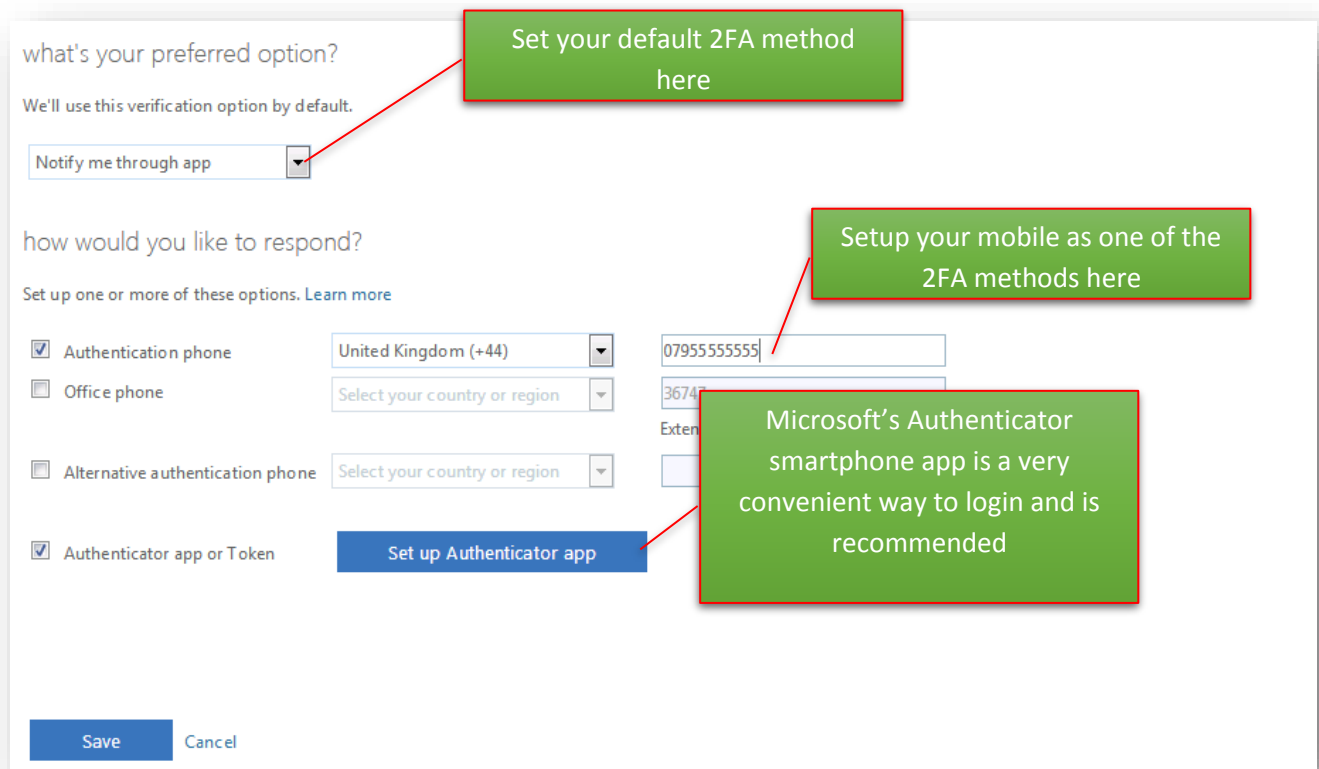 Set your default 2FA method
here
what's your preferred option?
We'll use this verification option by default.
Notify me through app
how would you like to respond?
Setup your mobile as one of the
2FA methods here
Set up one or more of these options. Learn more
Authentication phone United Kingdom (+44) 07955555555
Office phone Select your country or region 36747
Exten
Microsoft's Authenticator
smartphone app is a very
convenient way to login and is
recommended
Alternative authentication phone Select your country or region
Authenticator app or Token Set up Authenticator app
Save Cancel